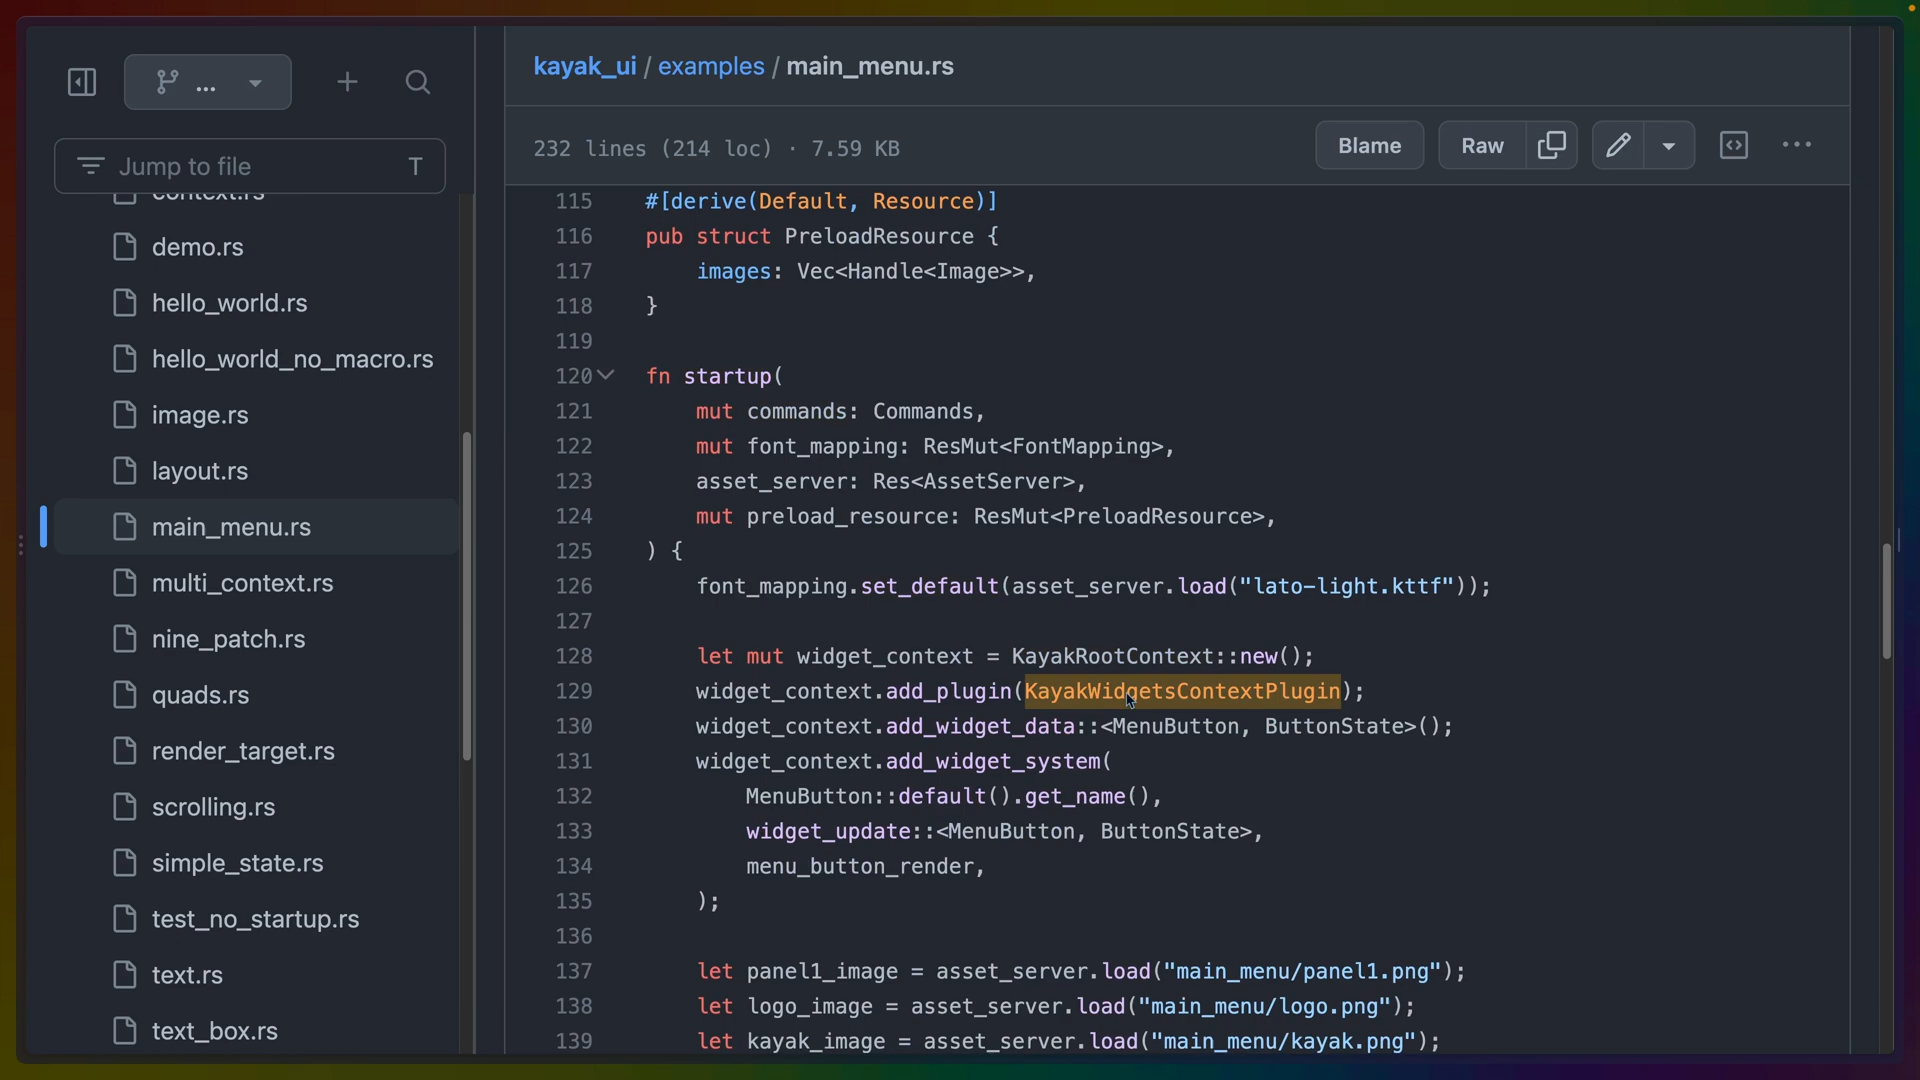 ...
Jump to file T
context.rs
demo.rs
hello_world.rs
hello_world_no_macro.rs
image.rs
layout.rs
main_menu.rs
multi_context.rs
nine_patch.rs
quads.rs
render_target.rs
scrolling.rs
simple_state.rs
test_no_startup.rs
text.rs
text_box.rs
kayak_ui / examples / main_menu.rs
232 lines (214 loc) · 7.59 KB
Blame Raw
115 #[derive(Default, Resource)]
116 pub struct PreloadResource {
117     images: Vec<Handle<Image>>,
118 }
119
120 fn startup(
121     mut commands: Commands,
122     mut font_mapping: ResMut<FontMapping>,
123     asset_server: Res<AssetServer>,
124     mut preload_resource: ResMut<PreloadResource>,
125 ) {
126     font_mapping.set_default(asset_server.load("lato-light.kttf"));
127
128     let mut widget_context = KayakRootContext::new();
129     widget_context.add_plugin(KayakWidgetsContextPlugin);
130     widget_context.add_widget_data::<MenuButton, ButtonState>();
131     widget_context.add_widget_system(
132         MenuButton::default().get_name(),
133         widget_update::<MenuButton, ButtonState>,
134         menu_button_render,
135     );
136
137     let panel1_image = asset_server.load("main_menu/panel1.png");
138     let logo_image = asset_server.load("main_menu/logo.png");
139     let kayak_image = asset_server.load("main_menu/kayak.png");